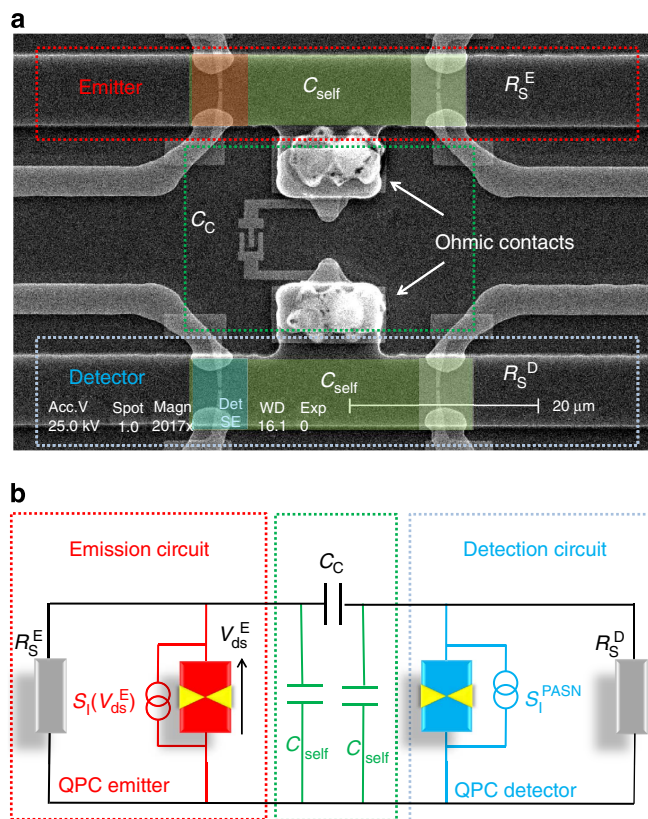 a
Emitter
C_self
R_S^E
C_C
Ohmic contacts
Detector
C_self
R_S^D
Acc.V Spot Magn Det WD Exp
25.0 kV 1.0 2017x SE 16.1 0
20 µm
b
Emission circuit
Detection circuit
C_C
R_S^E
V_ds^E
R_S^D
S_I(V_ds^E)
S_I^PASN
C_self
C_self
QPC emitter
QPC detector